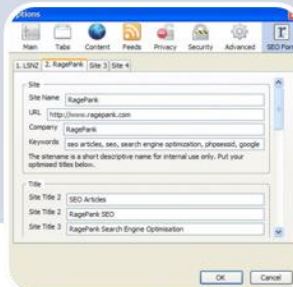 Options
Main Tabs Content Feeds Privacy Security Advanced SEO For
1. LSNZ 2. RagePank Site 3 Site 4
Site
Site Name RagePank
URL http://www.ragepank.com
Company RagePank
Keywords seo articles, seo, search engine optimization, phpsessid, google
The sitename is a short descriptive name for internal use only. Put your
optimised titles below.
Title
Site Title 2 SEO Articles
Site Title 2 RagePank SEO
Site Title 3 RagePank Search Engine Optimisation
OK Cancel